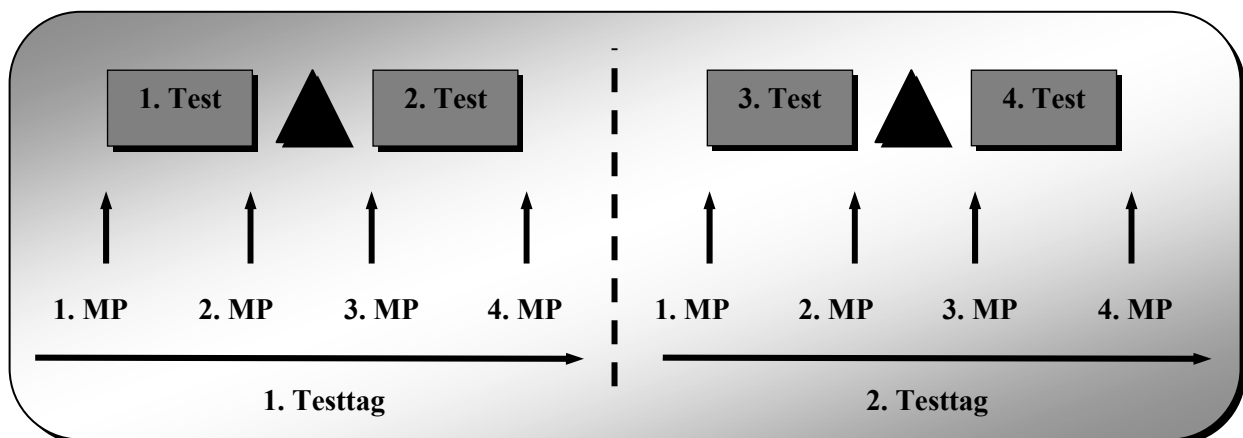 1. Test 2. Test 3. Test 4. Test
1. MP 2. MP 3. MP 4. MP 1. MP 2. MP 3. MP 4. MP
1. Testtag 2. Testtag